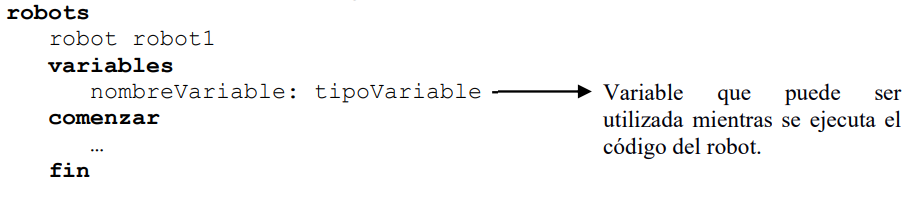 robots
robot robot1
variables
nombreVariable: tipoVariable
Variable que puede ser
utilizada mientras se ejecuta el
código del robot.
comenzar
…
fin